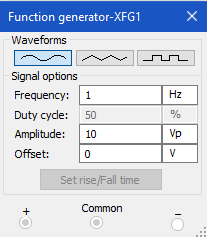 Function generator-XFG1
Waveforms
Signal options
Frequency: 1 Hz
Duty cycle: 50 %
Amplitude: 10 Vp
Offset: 0 V
Set rise/Fall time
+ Common −